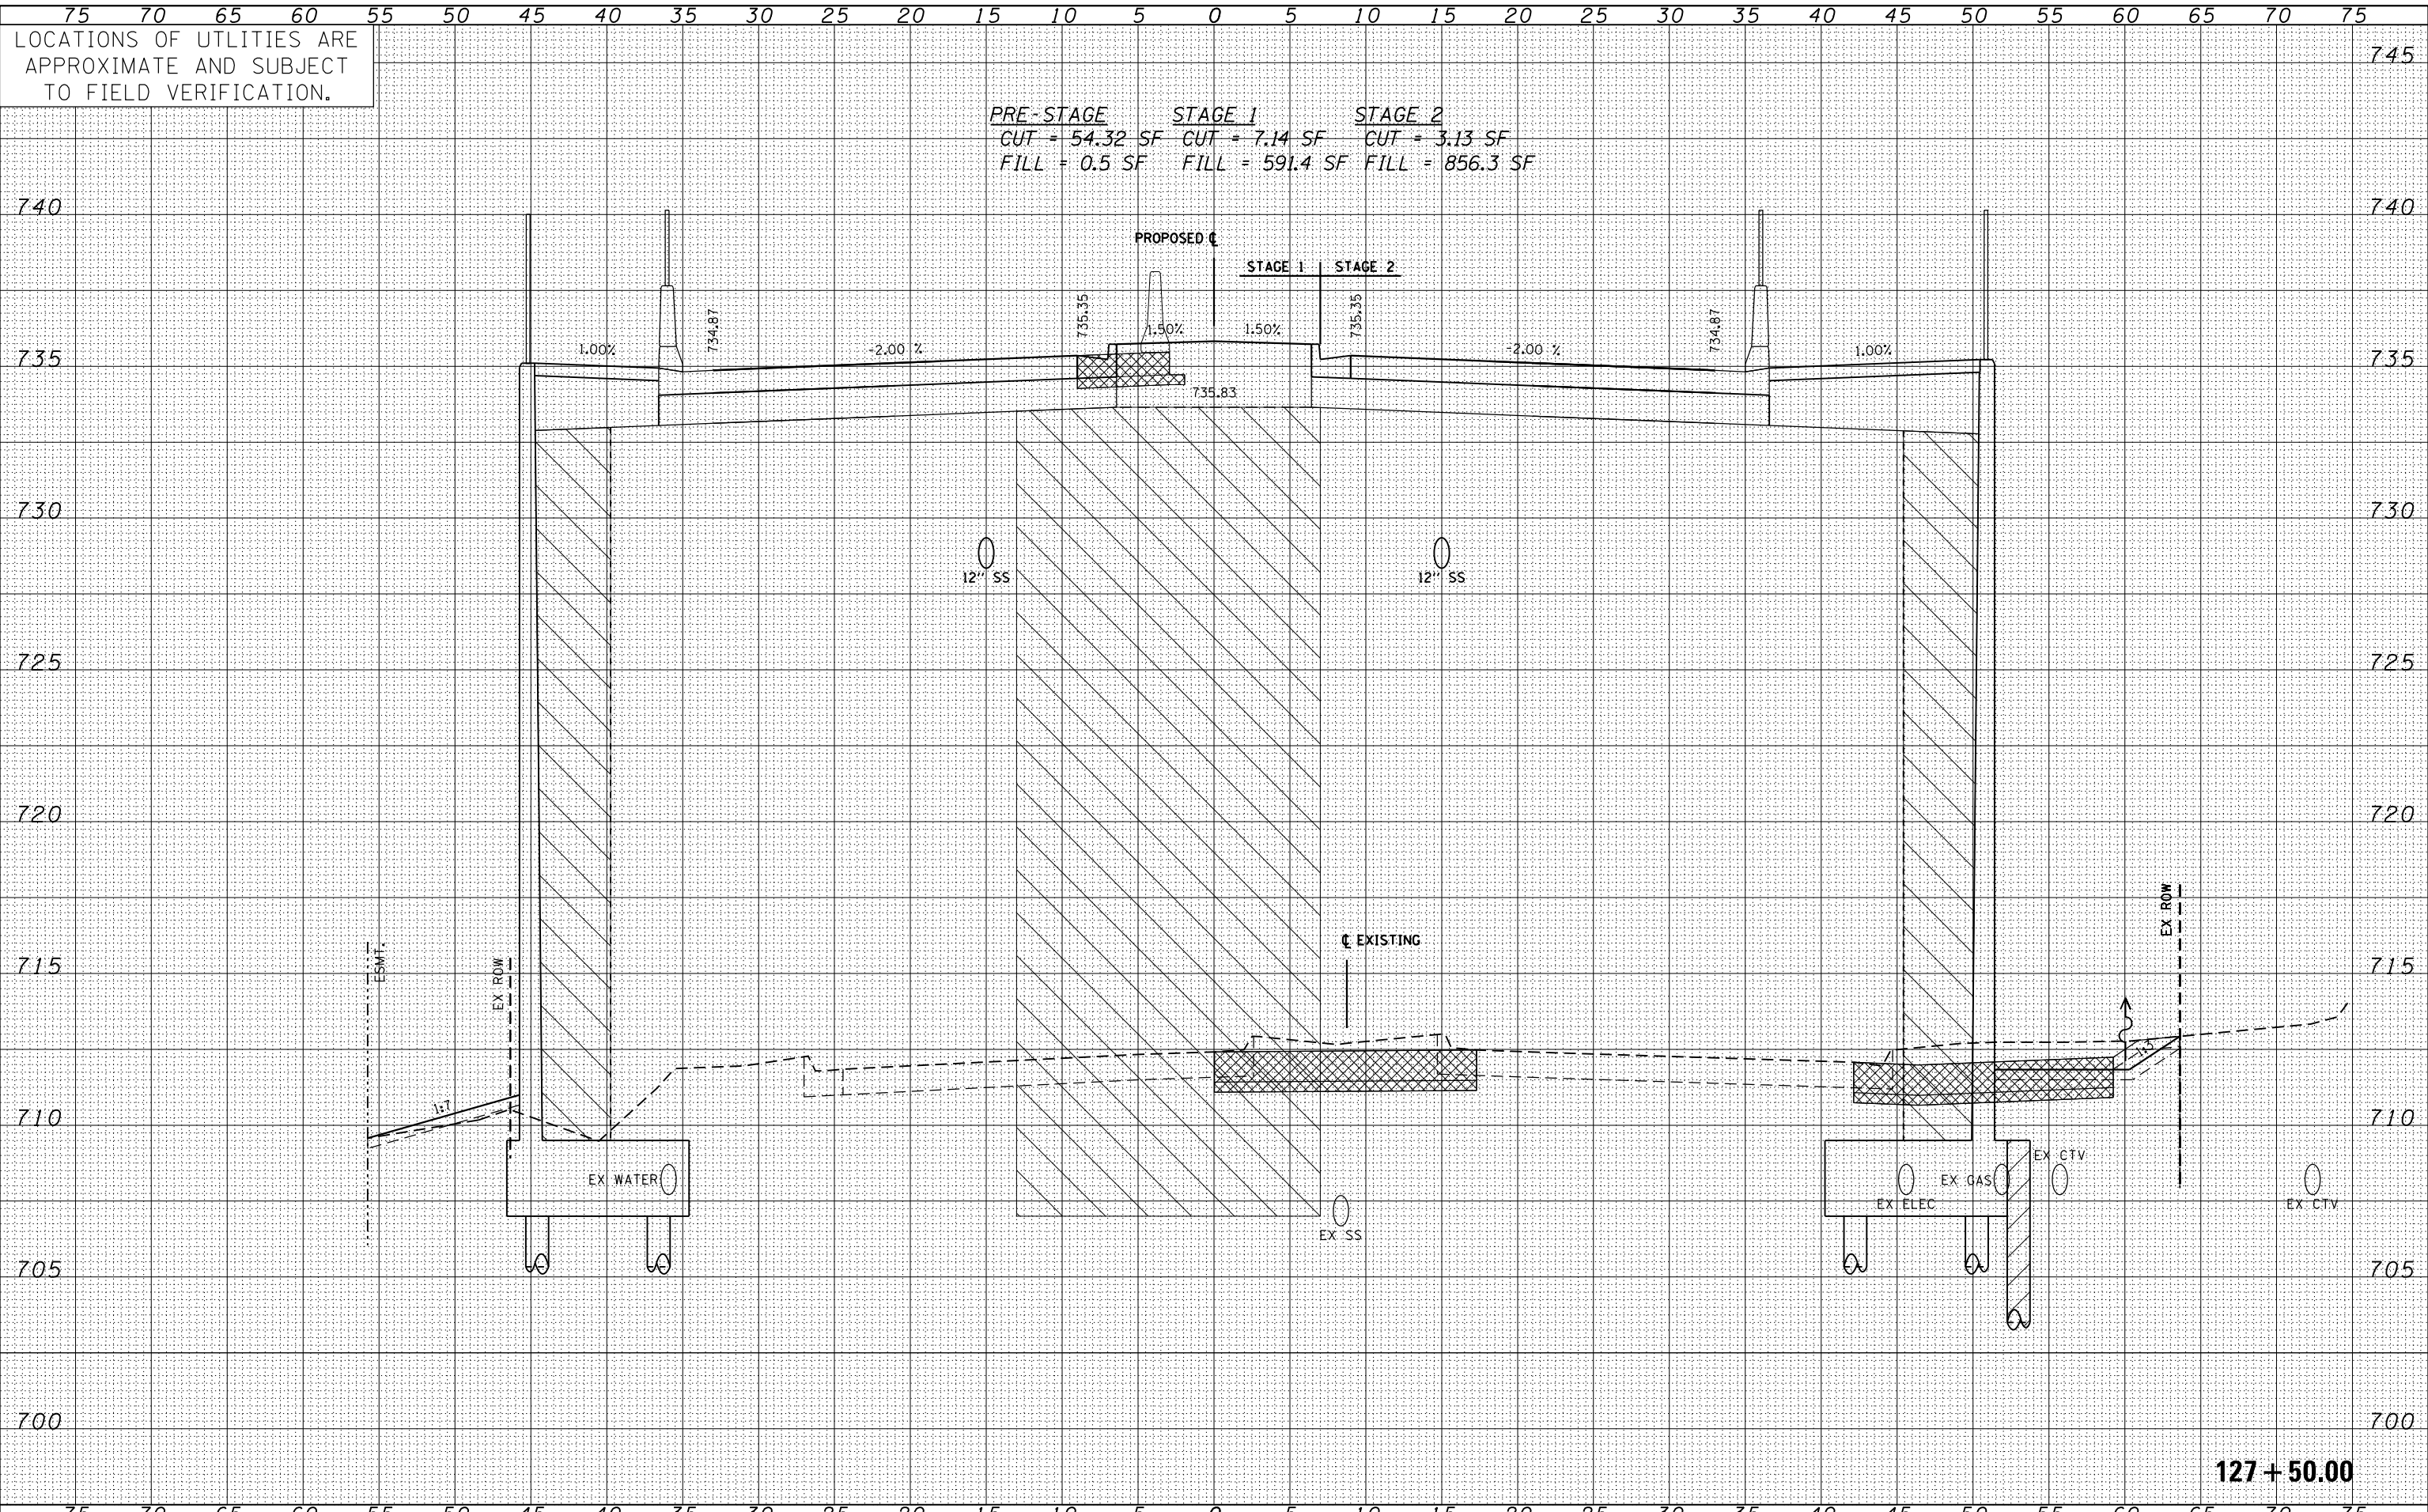 75 70 65 60 55 50 45 40 35 30 25 20 15 10 5 0 5 10 15 20 25 30 35 40 45 50 55 60 65 70 75
LOCATIONS OF UTLITIES ARE
APPROXIMATE AND SUBJECT
TO FIELD VERIFICATION.
745
PRE-STAGE STAGE 1 STAGE 2
CUT = 54.32 SF CUT = 7.14 SF CUT = 3.13 SF
FILL = 0.5 SF FILL = 591.4 SF FILL = 856.3 SF
740 740
PROPOSED ℄
STAGE 1 STAGE 2
734.87 735.35 735.35 734.87
1.00% -2.00 % 1.50% 1.50% -2.00 % 1.00%
735 735
735.83
730 730
12'' SS 12'' SS
725 725
720 720
EX ROW
℄ EXISTING
ESMT.
EX ROW
715 715
1:7 1:3
710 710
EX WATER EX ELEC EX GAS EX CTV EX CTV
EX SS
705 705
700 700
127+50.00
75 70 65 60 55 50 45 40 35 30 25 20 15 10 5 0 5 10 15 20 25 30 35 40 45 50 55 60 65 70 75